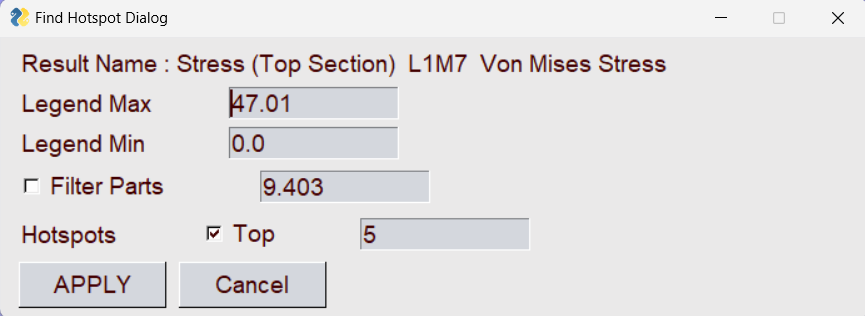 Find Hotspot Dialog
Result Name : Stress (Top Section)  L1M7  Von Mises Stress
Legend Max 47.01
Legend Min 0.0
Filter Parts 9.403
Hotspots Top 5
APPLY Cancel